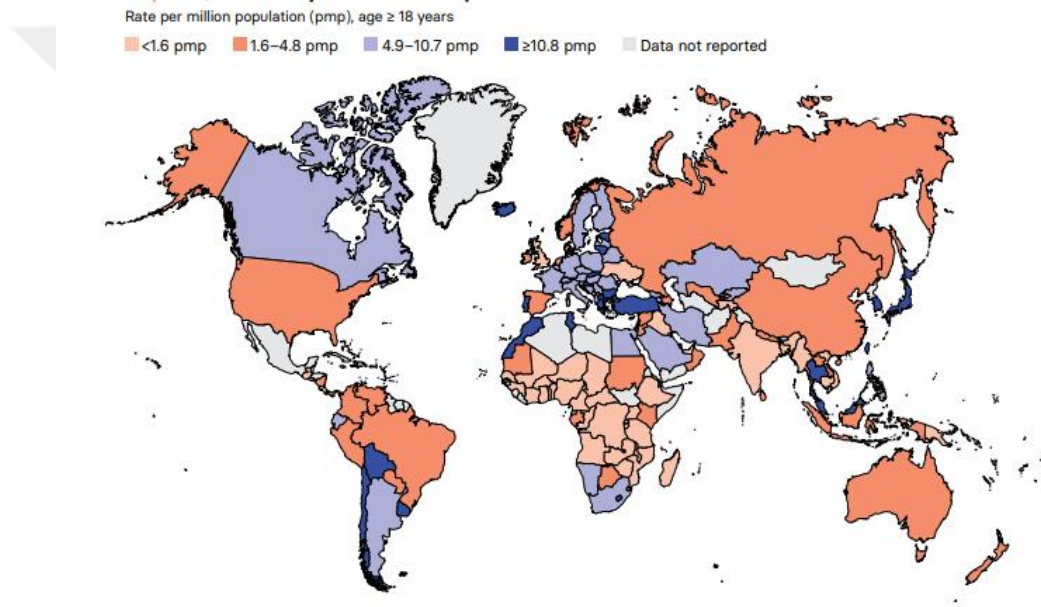 Rate per million population (pmp), age ≥ 18 years
<1.6 pmp 1.6–4.8 pmp 4.9–10.7 pmp ≥10.8 pmp Data not reported